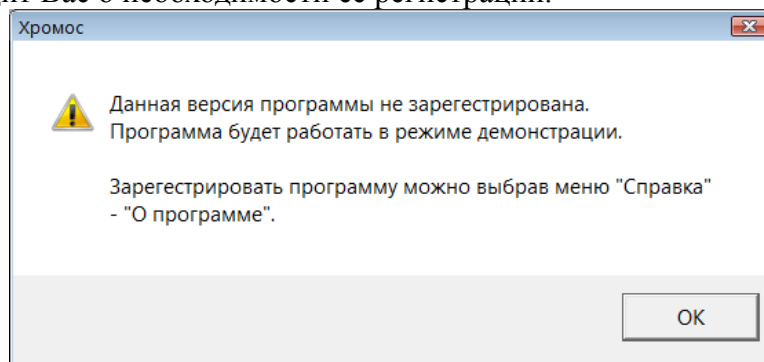 Вас о необходимости ее регистрации.
Хромос
Данная версия программы не зарегестрирована.
Программа будет работать в режиме демонстрации.
Зарегестрировать программу можно выбрав меню "Справка"
- "О программе".
OK